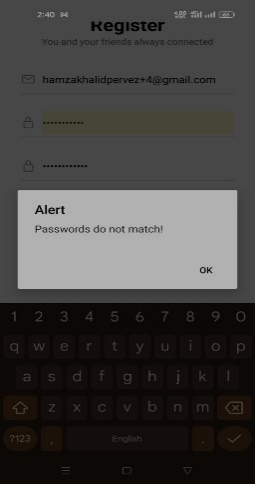 2:40
Register
You and your friends always connected
hamzakhalidpervez+4@gmail.com
•••••••••••
••••••••••••
Alert
Passwords do not match!
OK
1 2 3 4 5 6 7 8 9 0
q w e r t y u i o p
a s d f g h j k l
z x c v b n m
?123 , English .